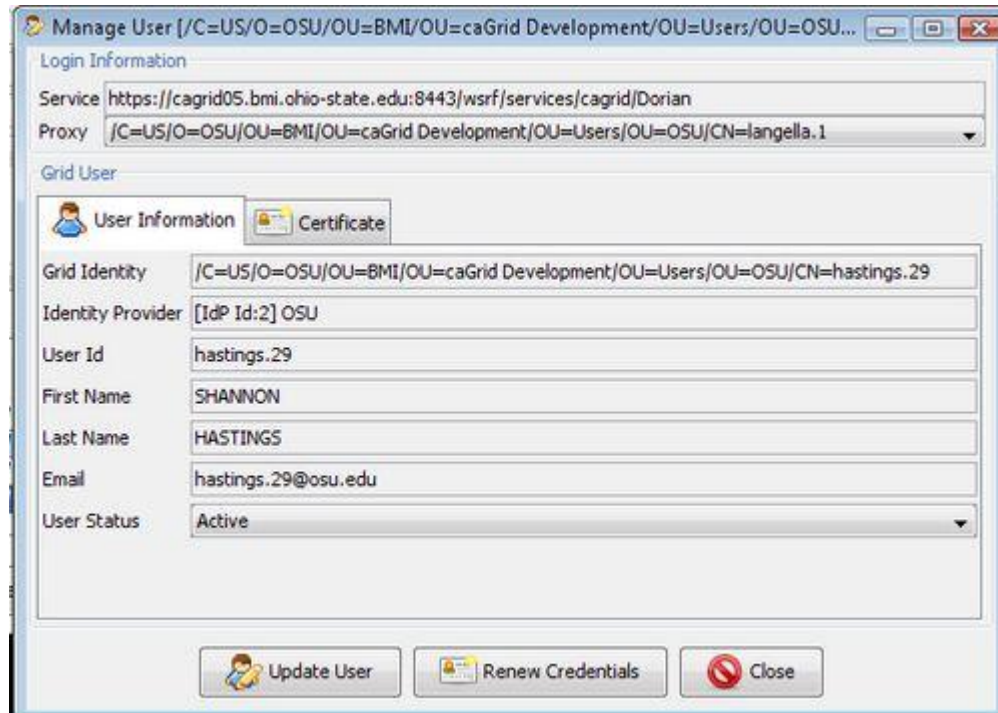 Manage User [/C=US/O=OSU/OU=BMI/OU=caGrid Development/OU=Users/OU=OSU...
Login Information
Service https://cagrid05.bmi.ohio-state.edu:8443/wsrf/services/cagrid/Dorian
Proxy /C=US/O=OSU/OU=BMI/OU=caGrid Development/OU=Users/OU=OSU/CN=langella.1
Grid User
User Information Certificate
Grid Identity /C=US/O=OSU/OU=BMI/OU=caGrid Development/OU=Users/OU=OSU/CN=hastings.29
Identity Provider [IdP Id:2] OSU
User Id hastings.29
First Name SHANNON
Last Name HASTINGS
Email hastings.29@osu.edu
User Status Active
Update User Renew Credentials Close